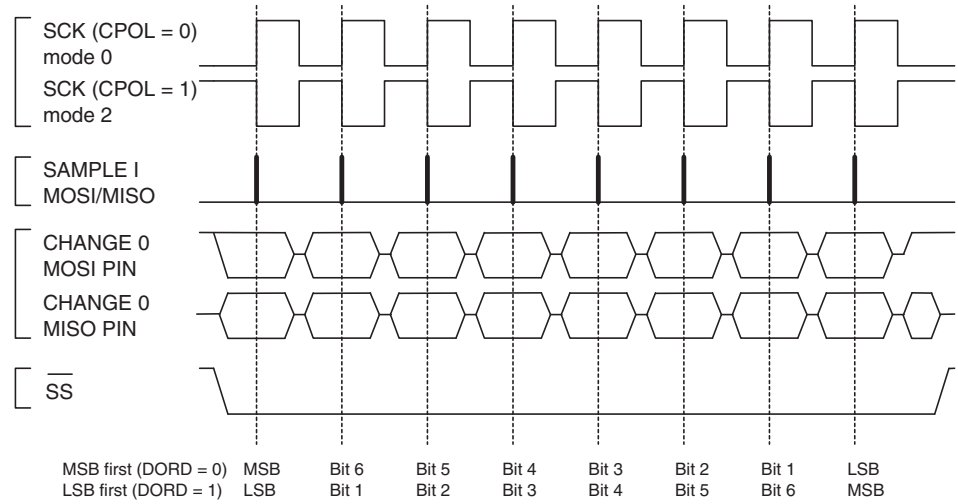 SCK (CPOL = 0)
mode 0
SCK (CPOL = 1)
mode 2
SAMPLE I
MOSI/MISO
CHANGE 0
MOSI PIN
CHANGE 0
MISO PIN
SS
MSB first (DORD = 0) MSB Bit 6 Bit 5 Bit 4 Bit 3 Bit 2 Bit 1 LSB
LSB first (DORD = 1) LSB Bit 1 Bit 2 Bit 3 Bit 4 Bit 5 Bit 6 MSB